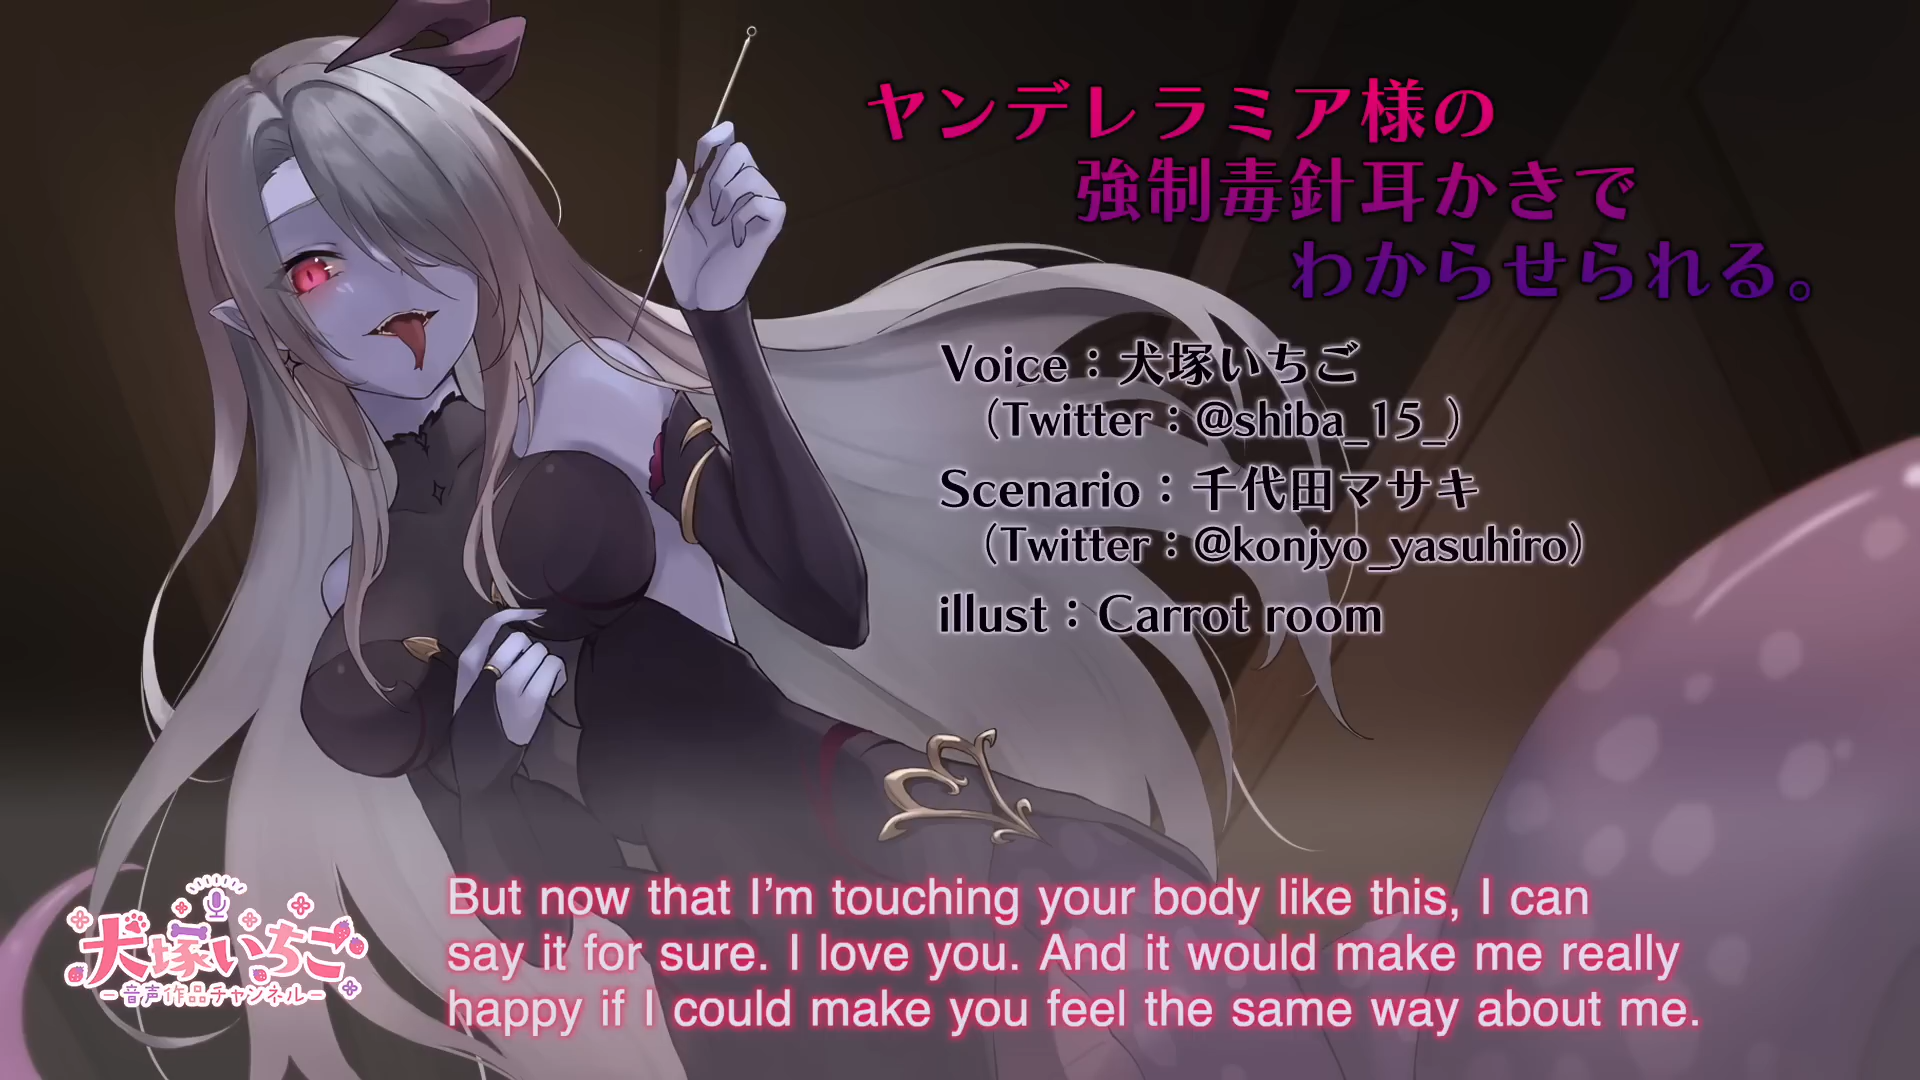 ヤンデレラミア様の
強制毒針耳かきで
わからせられる。
Voice：犬塚いちご
（Twitter：@shiba_15_）
Scenario：千代田マサキ
（Twitter：@konjyo_yasuhiro）
illust：Carrot room
犬塚いちご
－音声作品チャンネル－
But now that I’m touching your body like this, I can
say it for sure. I love you. And it would make me really
happy if I could make you feel the same way about me.